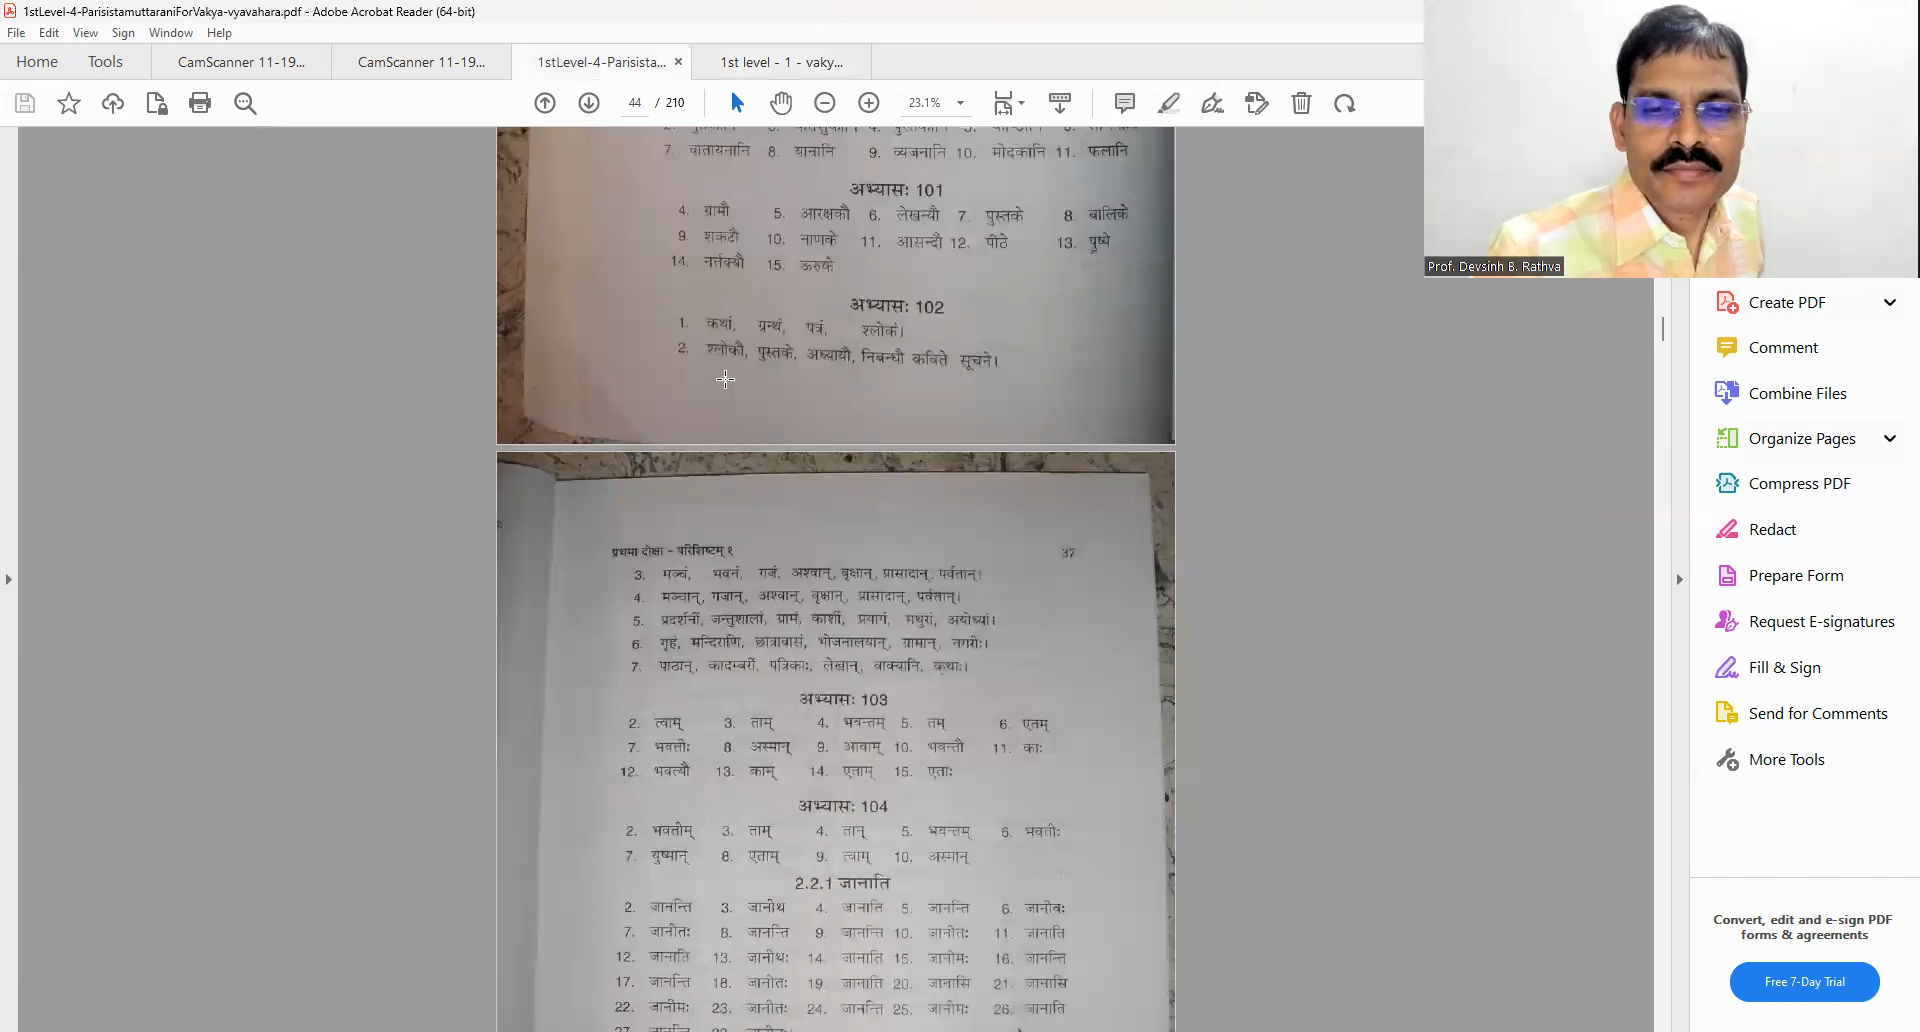 1stLevel-4-ParisistamuttaraniForVakya-vyavahara.pdf - Adobe Acrobat Reader (64-bit)
File Edit View Sign Window Help
Home Tools CamScanner 11-19... CamScanner 11-19... 1stLevel-4-Parisista... × 1st level - 1 - vaky...
44 / 210 23.1%
7. वातायनानि 8. यानानि 9. व्यजनानि 10. मोदकानि 11. फलानि
अभ्यासः 101
4. ग्रामौ 5. आरक्षकौ 6. लेखन्यौ 7. पुस्तके 8. बालिके
9. शकटौ 10. नाणके 11. आसन्दौ 12. पीठे 13. पुष्पे
14. नर्त्तक्यौ 15. ऊरुके
अभ्यासः 102
1. कथां, ग्रन्थं, पत्रं, श्लोकं।
2. श्लोकौ, पुस्तके, अध्यायौ, निबन्धौ कविते सूचने।
प्रथमा दीक्षा - परिशिष्टम् १ 37
3. मञ्चं, भवनं, गजं, अश्वान्, वृक्षान्, प्रासादान्, पर्वतान्।
4. मञ्चान्, गजान्, अश्वान्, वृक्षान्, प्रासादान्, पर्वतान्।
5. प्रदर्शनीं, जन्तुशालां, ग्रामं, काशीं, प्रयागं, मथुरां, अयोध्यां।
6. गृहं, मन्दिराणि, छात्रावासं, भोजनालयान्, ग्रामान्, नगरीः।
7. पाठान्, कादम्बरीं, पत्रिकाः, लेखान्, वाक्यानि, कथाः।
अभ्यासः 103
2. त्वाम् 3. ताम् 4. भवन्तम् 5. तम् 6. एतम्
7. भवतीः 8. अस्मान् 9. आवाम् 10. भवन्तौ 11. काः
12. भवत्यौ 13. काम् 14. एताम् 15. एताः
अभ्यासः 104
2. भवतीम् 3. ताम् 4. तान् 5. भवन्तम् 6. भवतीः
7. युष्मान् 8. एताम् 9. त्वाम् 10. अस्मान्
2.2.1 जानाति
2. जानन्ति 3. जानीथ 4. जानाति 5. जानन्ति 6. जानीवः
7. जानीतः 8. जानन्ति 9. जानन्ति 10. जानीतः 11. जानाति
12. जानाति 13. जानीथः 14. जानाति 15. जानीमः 16. जानन्ति
17. जानन्ति 18. जानीतः 19. जानाति 20. जानासि 21. जानासि
22. जानीमः 23. जानीतः 24. जानन्ति 25. जानीमः 26. जानाति
Prof. Devsinh B. Rathva
Create PDF
Comment
Combine Files
Organize Pages
Compress PDF
Redact
Prepare Form
Request E-signatures
Fill & Sign
Send for Comments
More Tools
Convert, edit and e-sign PDF
forms & agreements
Free 7-Day Trial